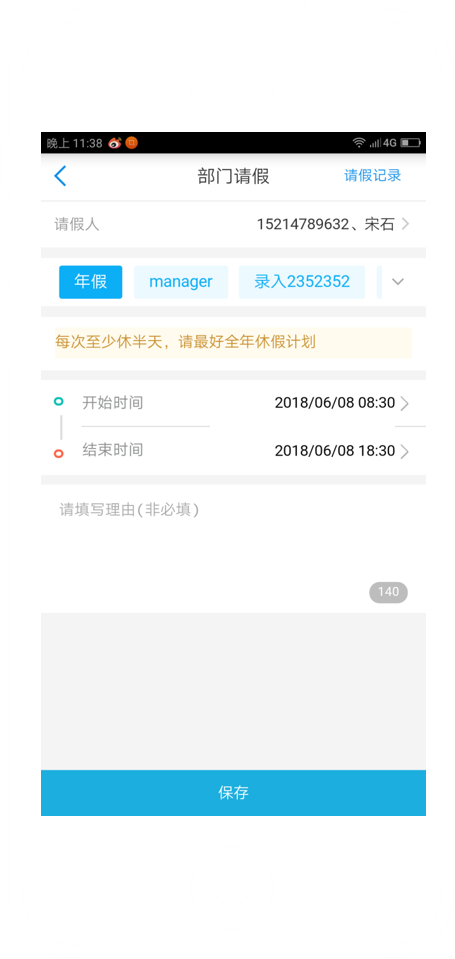 晚上 11:38 4G
部门请假 请假记录
请假人 15214789632、宋石
年假 manager 录入2352352
每次至少休半天，请最好全年休假计划
开始时间 2018/06/08 08:30
结束时间 2018/06/08 18:30
请填写理由(非必填)
140
保存